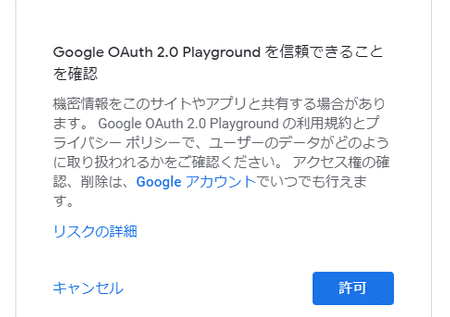 Google OAuth 2.0 Playground を信頼できること
を確認
機密情報をこのサイトやアプリと共有する場合があり
ます。 Google OAuth 2.0 Playground の利用規約とプ
ライバシー ポリシーで、ユーザーのデータがどのよう
に取り扱われるかをご確認ください。 アクセス権の確
認、削除は、Google アカウントでいつでも行えま
す。
リスクの詳細
キャンセル
許可